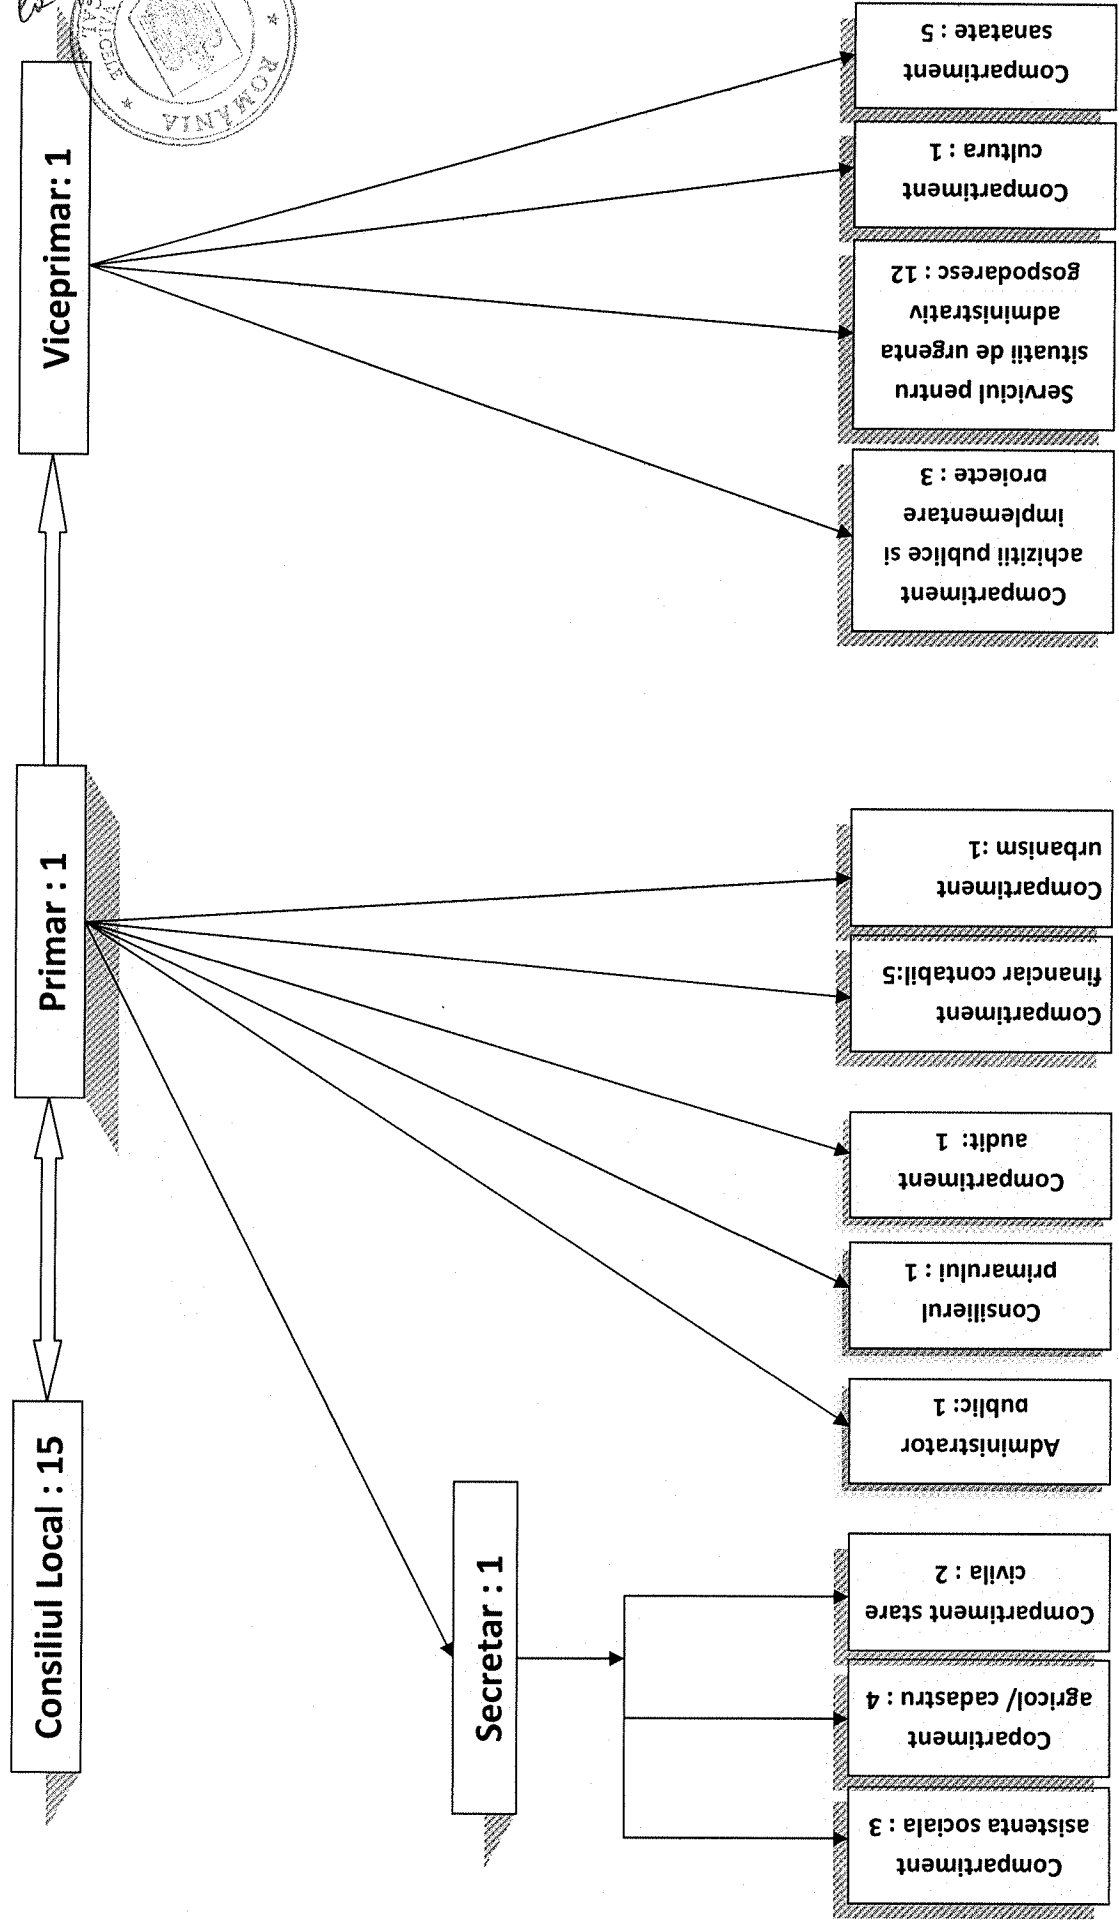 Consiliul Local : 15
Primar : 1
Viceprimar: 1
ROMÂNIA
Secretar : 1
Compartiment
asistenta sociala : 3
Copartiment
agricol/ cadastru : 4
Compartiment stare
civila : 2
Administrator
public: 1
Consilierul
primarului : 1
Compartiment
audit: 1
Compartiment
financiar contabil:5
Compartiment
urbanism :1
Compartiment
achizitii publice si
implementare
proiecte : 3
Serviciul pentru
situatii de urgenta
administrativ
gospodaresc : 12
Compartiment
cultura : 1
Compartiment
sanatate : 5